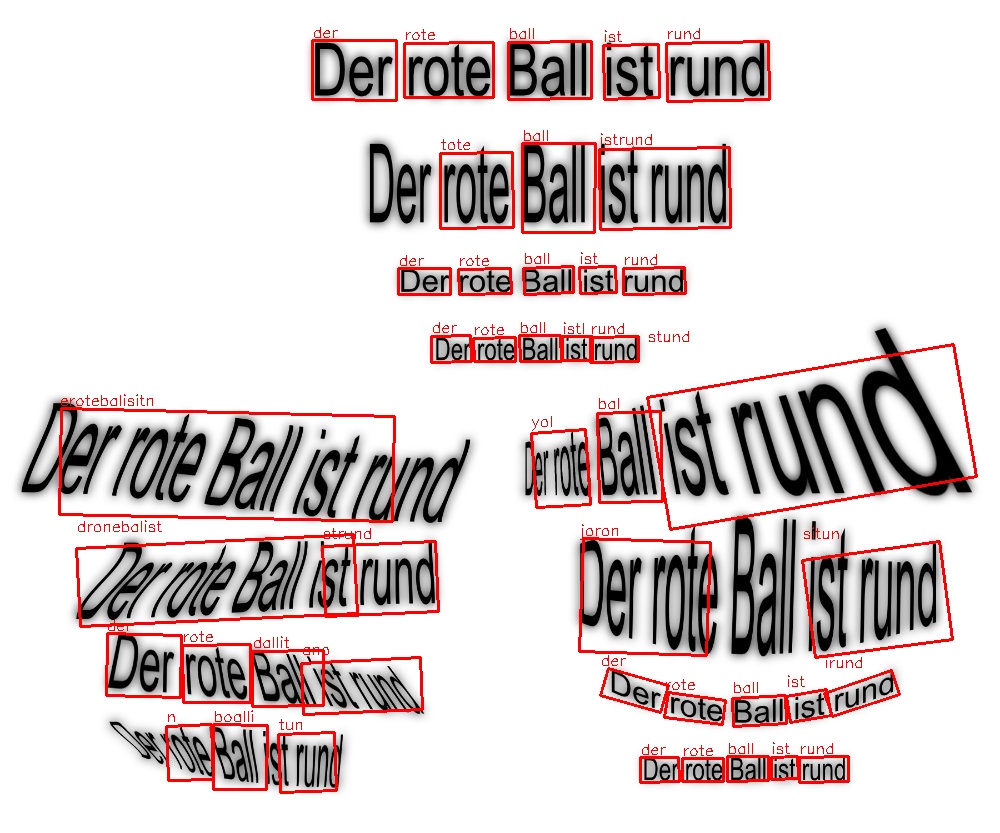 der rote ball ist rund
Der rote Ball ist rund
tote ball istrund
Der rote Ball ist rund
der rote ball ist rund
Der rote Ball ist rund
der rote ball istl rund stund
Der rote Ball ist rund
erotebalisitn
Der rote Ball ist rund
yol bal
Der rote Ball ist rund
dronebalist strund
Der rote Ball ist rund
joron situn
Der rote Ball ist rund
der rote dallit ano
Der rote Ball ist rund
der rote ball ist irund
Der rote Ball ist rund
n boalli tun
Der rote Ball ist rund
der rote ball ist rund
Der rote Ball ist rund